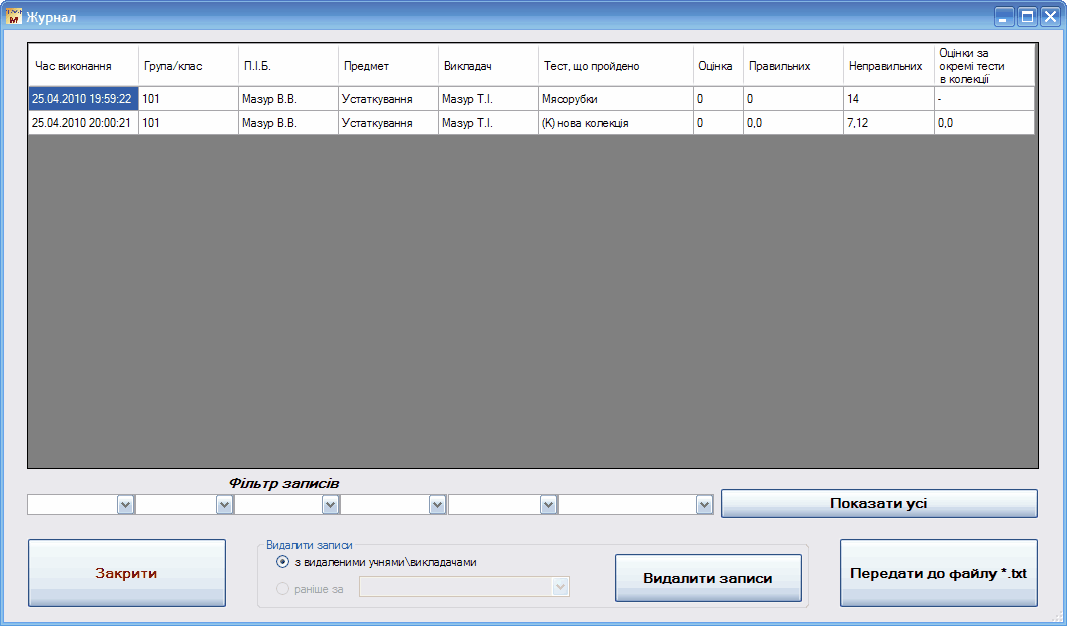 Журнал
Час виконання Група/клас П.І.Б. Предмет Викладач Тест, що пройдено Оцінка Правильних Неправильних Оцінки за окремі тести в колекції
25.04.2010 19:59:22 101 Мазур В.В. Устаткування Мазур Т.І. Мясорубки 0 0 14 -
25.04.2010 20:00:21 101 Мазур В.В. Устаткування Мазур Т.І. (К) нова колекція 0 0,0 7,12 0,0
Фільтр записів
Показати усі
Видалити записи
з видаленими учнями\викладачами
раніше за
Закрити
Видалити записи
Передати до файлу *.txt